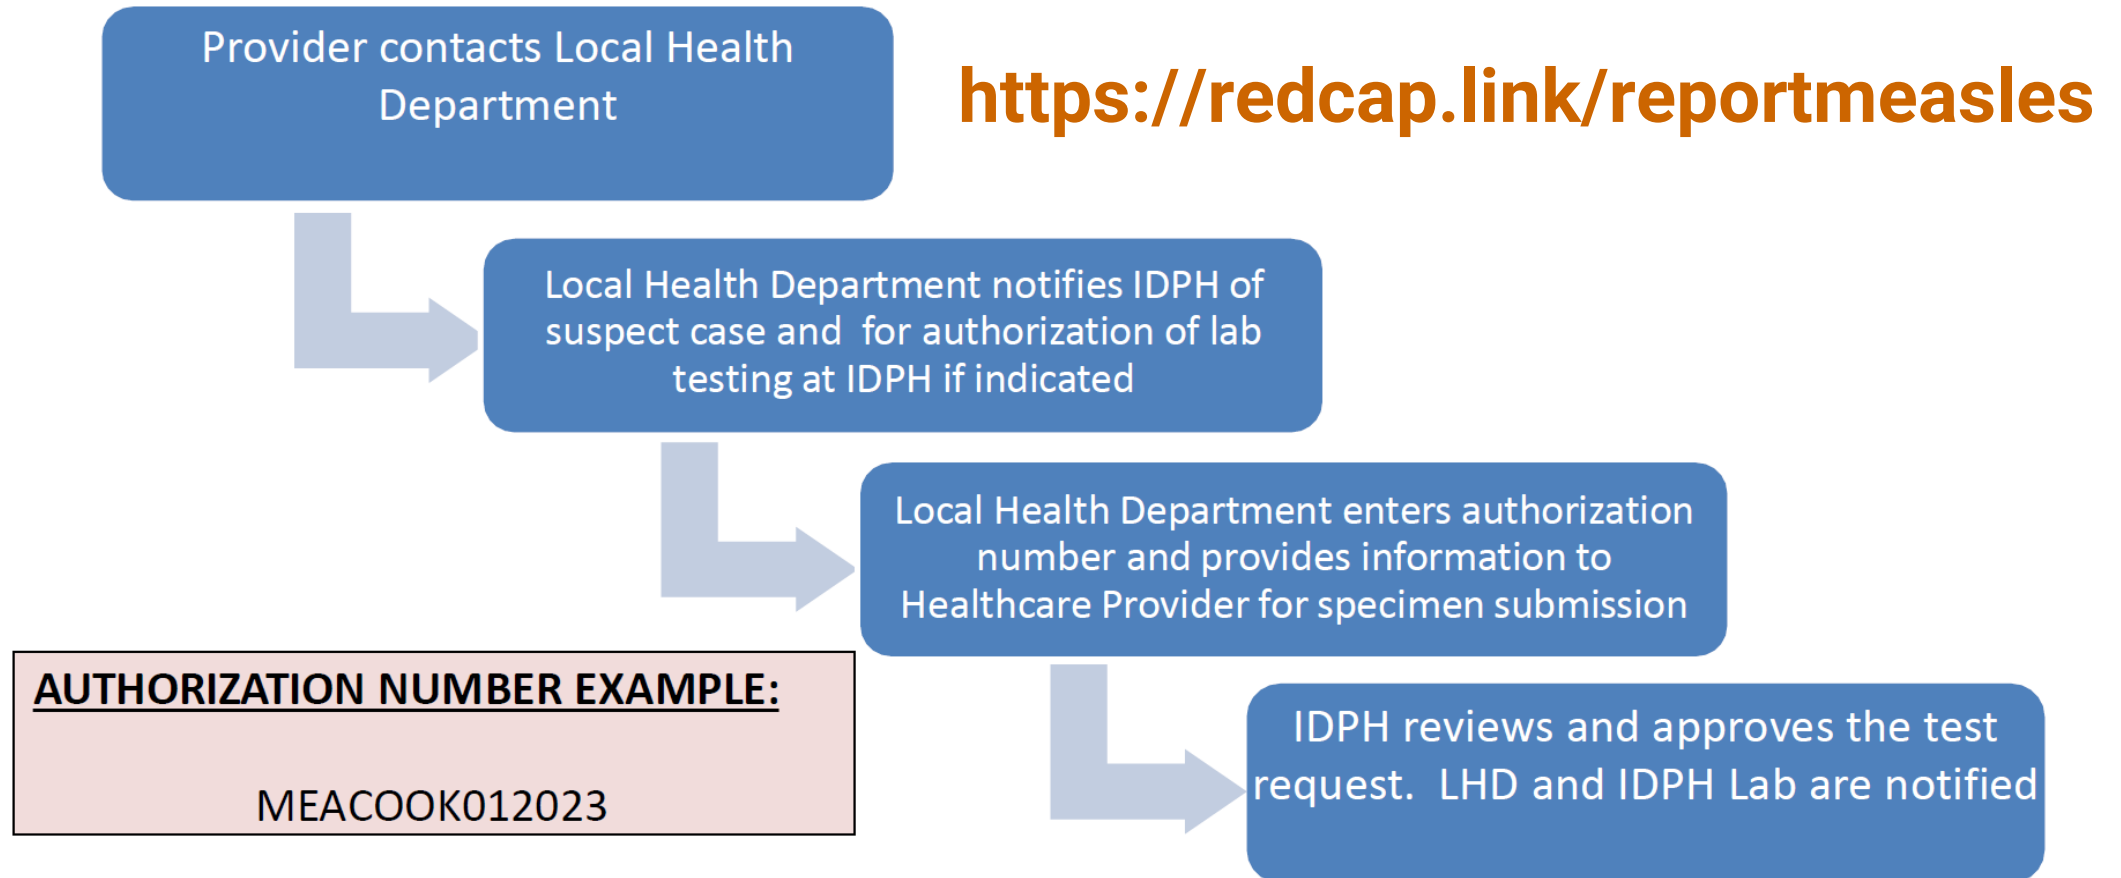 Provider contacts Local Health
Department
https://redcap.link/reportmeasles
Local Health Department notifies IDPH of
suspect case and  for authorization of lab
testing at IDPH if indicated
Local Health Department enters authorization
number and provides information to
Healthcare Provider for specimen submission
AUTHORIZATION NUMBER EXAMPLE:
MEACOOK012023
IDPH reviews and approves the test
request.  LHD and IDPH Lab are notified